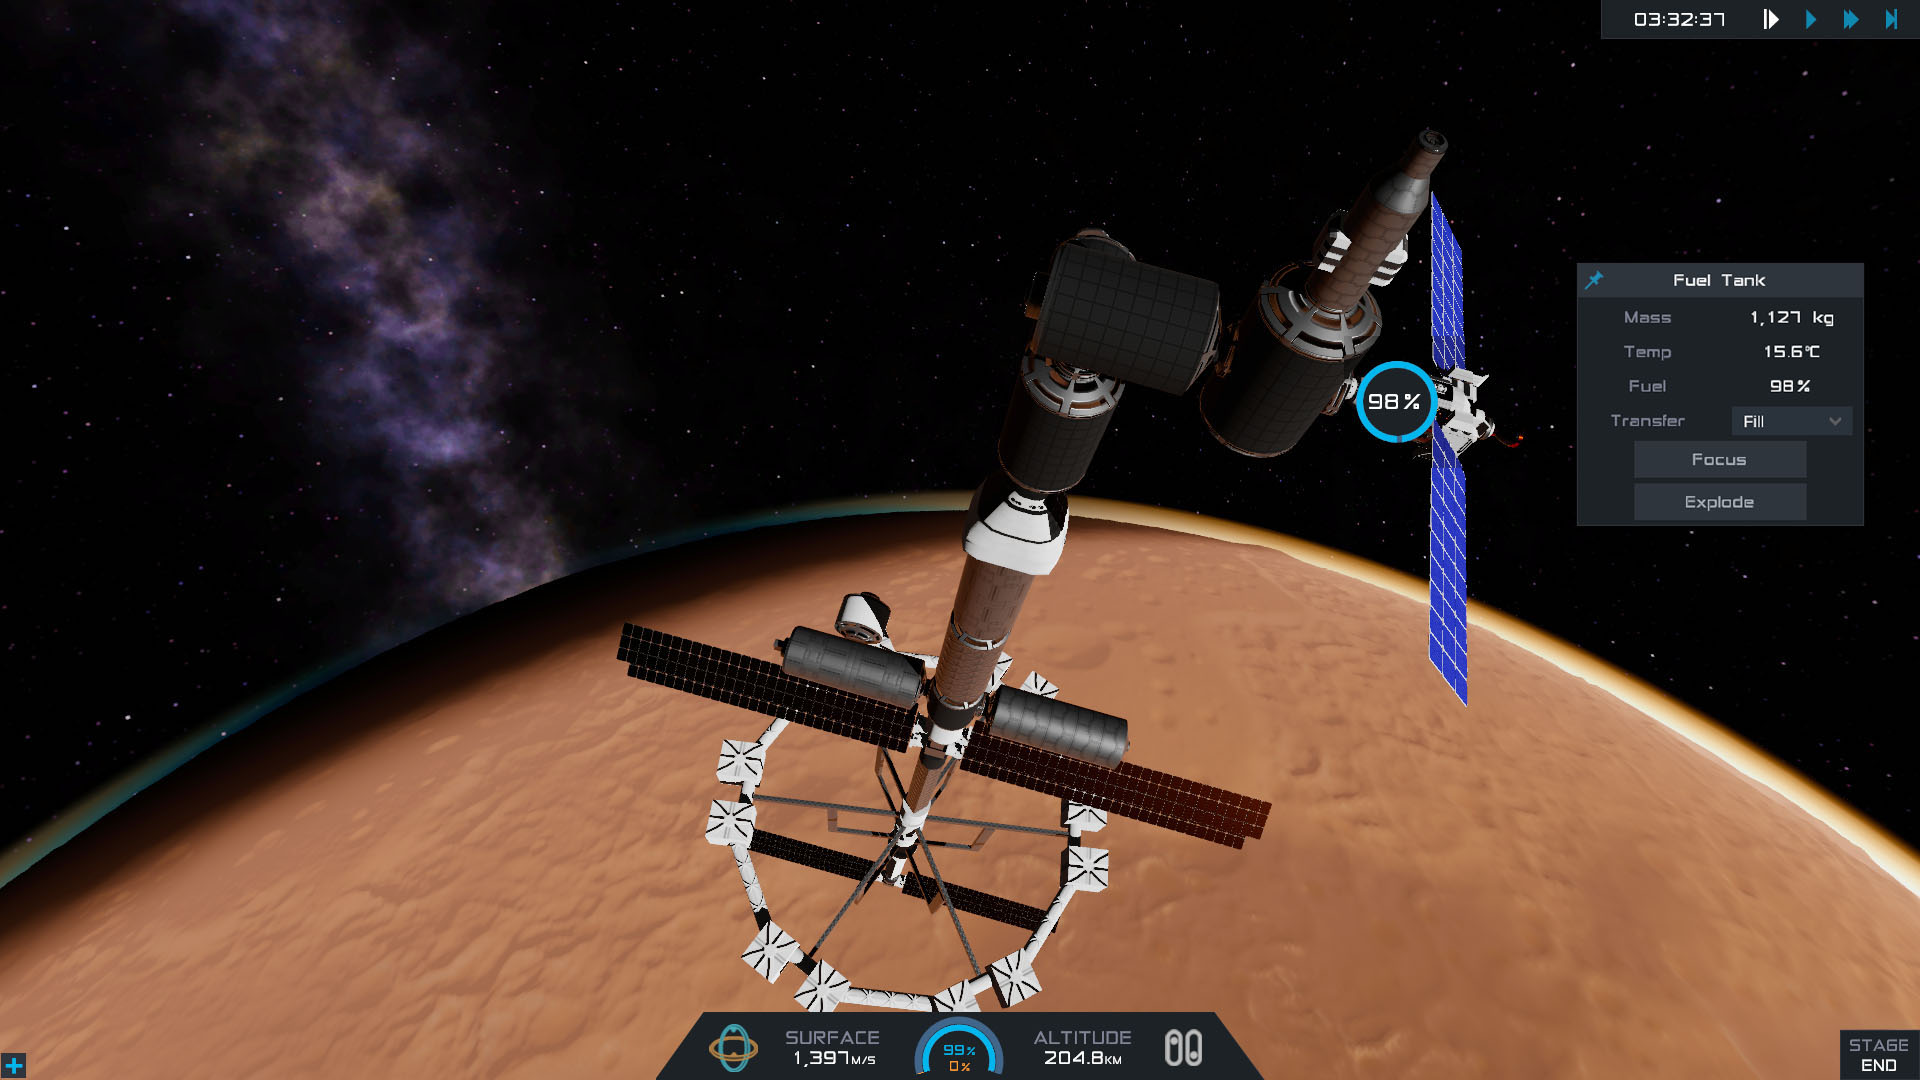 03:32:37
Fuel Tank
Mass 1,127 kg
Temp 15.6℃
Fuel 98%
Transfer Fill
Focus
Explode
98%
SURFACE
1,397M/S
99%
0%
ALTITUDE
204.8KM
STAGE
END